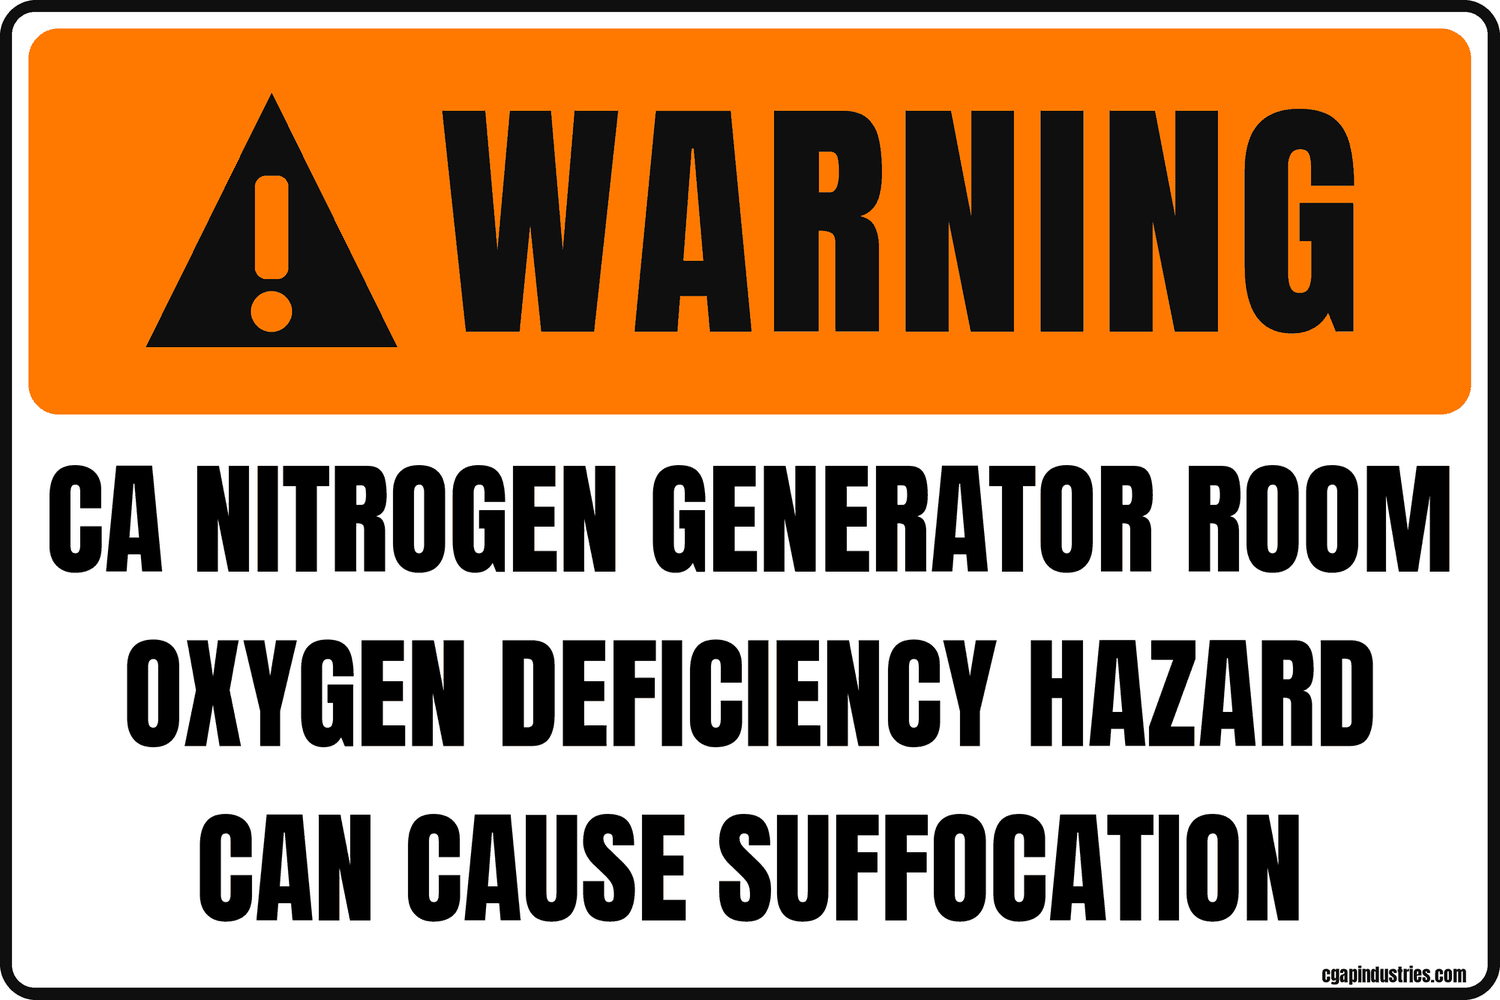 WARNING
CA NITROGEN GENERATOR ROOM
OXYGEN DEFICIENCY HAZARD
CAN CAUSE SUFFOCATION
cgapindustries.com